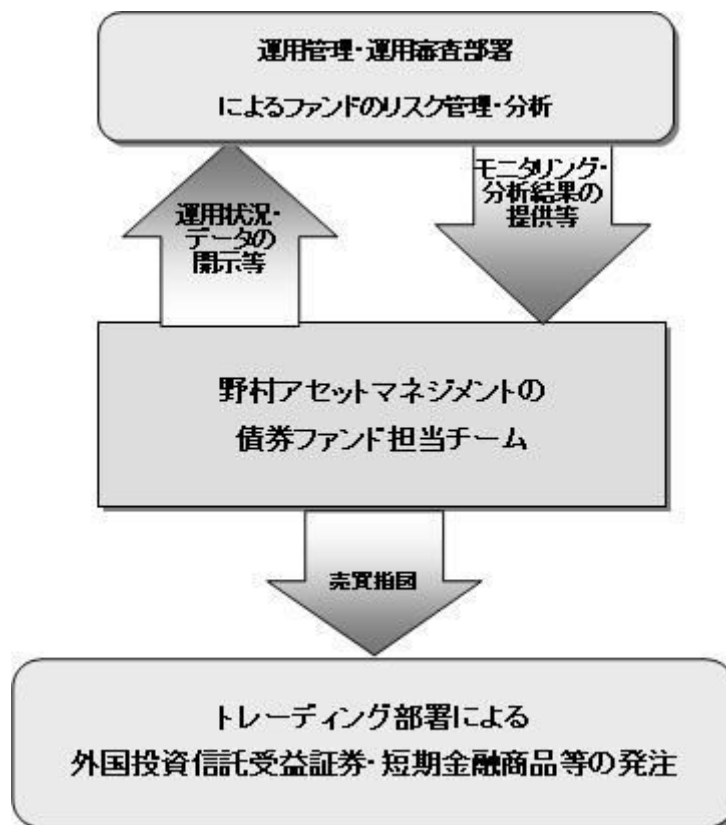 運用管理・運用審査部署
によるファンドのリスク管理・分析
運用状況・
データの
開示等
モニタリング・
分析結果の
提供等
野村アセットマネジメントの
債券ファンド担当チーム
売買指図
トレーディング部署による
外国投資信託受益証券・短期金融商品等の発注